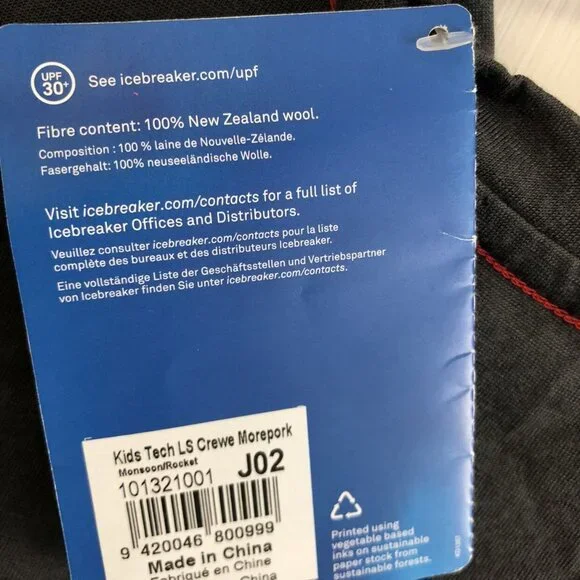 UPF
30+
See icebreaker.com/upf
Fibre content: 100% New Zealand wool.
Composition : 100 % laine de Nouvelle-Zélande.
Fasergehalt: 100% neuseeländische Wolle.
Visit icebreaker.com/contacts for a full list of
Icebreaker Offices and Distributors.
Veuillez consulter icebreaker.com/contacts pour la liste
complète des bureaux et des distributeurs Icebreaker.
Eine vollständige Liste der Geschäftsstellen und Vertriebspartner
von Icebreaker finden Sie unter icebreaker.com/contacts.
Kids Tech LS Crewe Morepork
Monsoon/Rocket
101321001 J02
9 420046 800999
Made in China
Fabriqué en Chine
China
Printed using
vegetable based
inks on sustainable
paper stock from
sustainable forests.